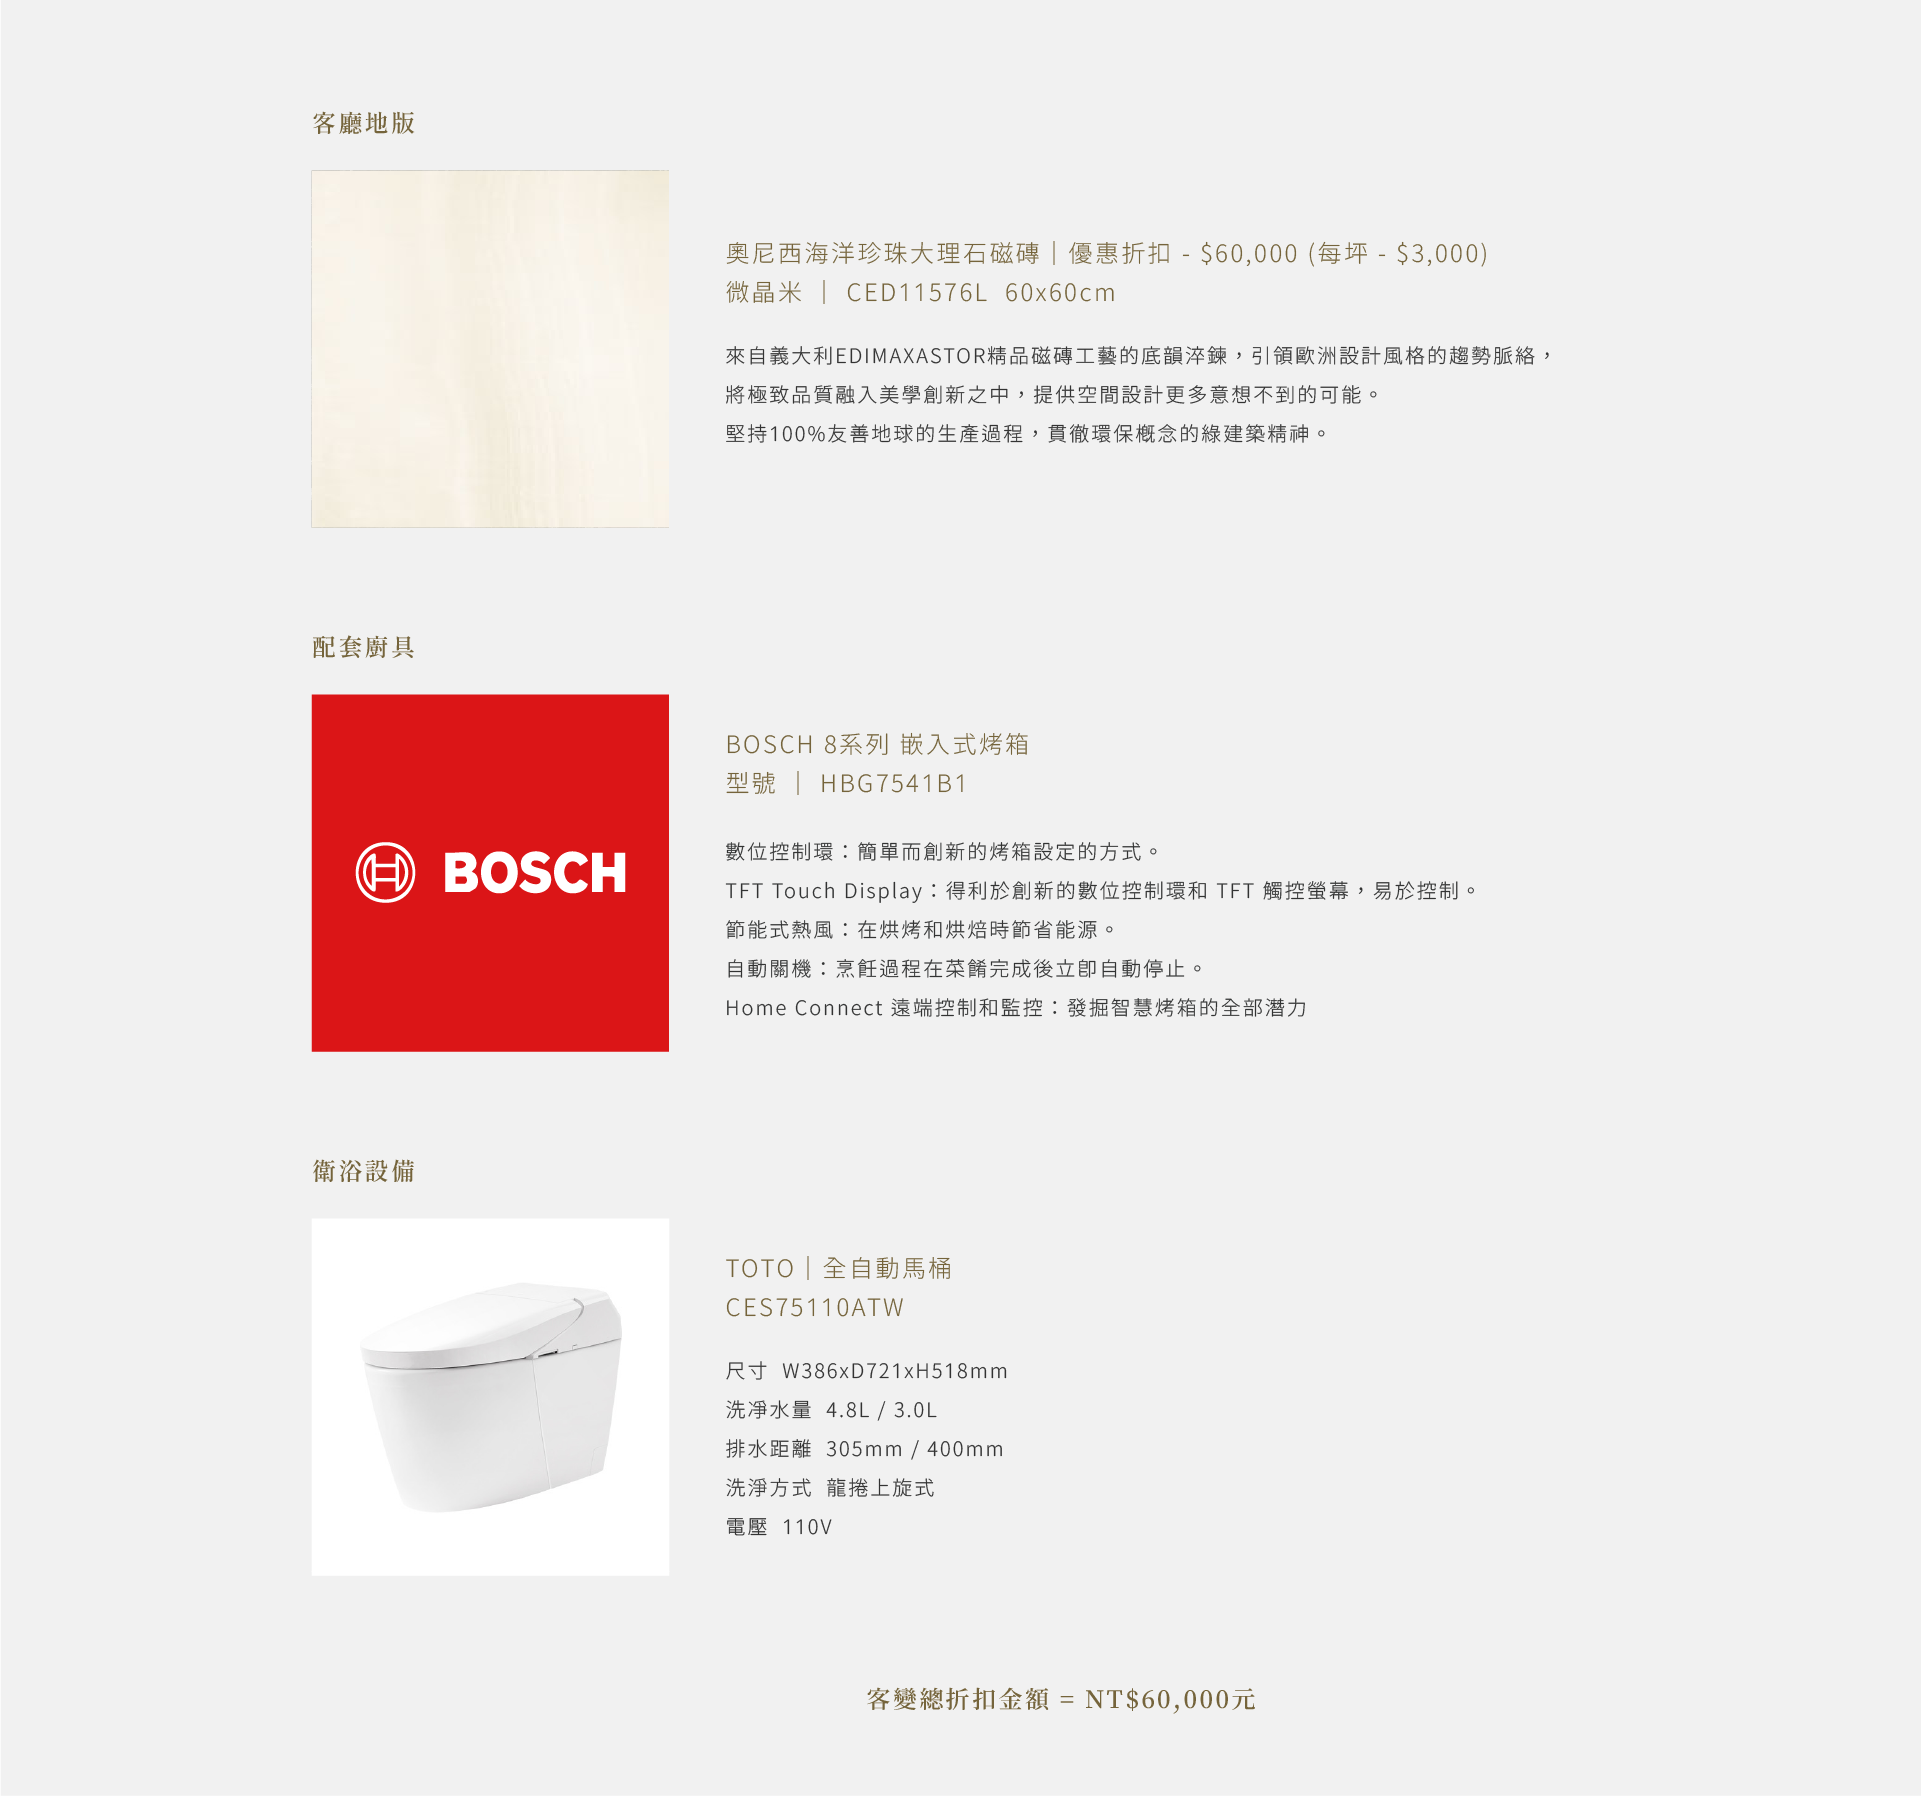 客廳地版
奧尼西海洋珍珠大理石磁磚｜優惠折扣 - $60,000 (每坪 - $3,000)
微晶米 ｜ CED11576L 60x60cm
來自義大利EDIMAXASTOR精品磁磚工藝的底韻淬鍊，引領歐洲設計風格的趨勢脈絡，
將極致品質融入美學創新之中，提供空間設計更多意想不到的可能。
堅持100%友善地球的生產過程，貫徹環保概念的綠建築精神。
配套廚具
BOSCH
BOSCH 8系列 嵌入式烤箱
型號 ｜ HBG7541B1
數位控制環：簡單而創新的烤箱設定的方式。
TFT Touch Display：得利於創新的數位控制環和 TFT 觸控螢幕，易於控制。
節能式熱風：在烘烤和烘焙時節省能源。
自動關機：烹飪過程在菜餚完成後立即自動停止。
Home Connect 遠端控制和監控：發掘智慧烤箱的全部潛力
衛浴設備
TOTO｜全自動馬桶
CES75110ATW
尺寸 W386xD721xH518mm
洗淨水量 4.8L / 3.0L
排水距離 305mm / 400mm
洗淨方式 龍捲上旋式
電壓 110V
客變總折扣金額 = NT$60,000元